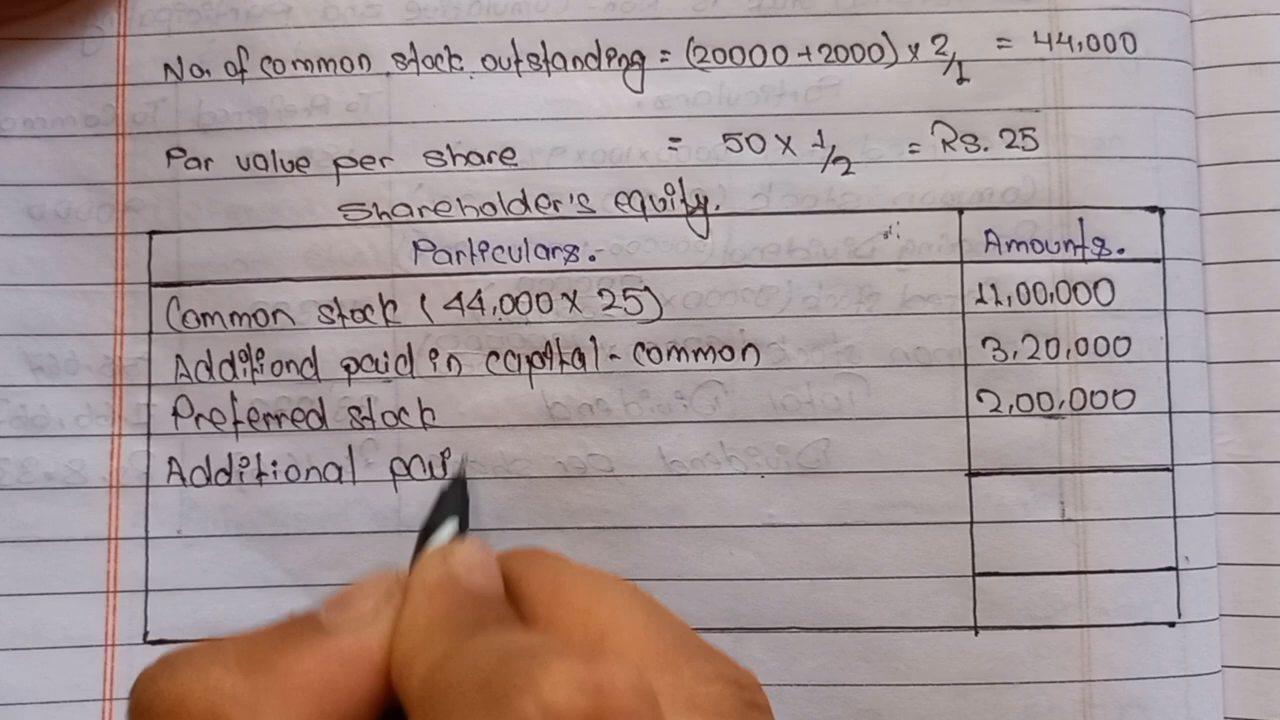 No. of common stock outstanding = (20000+2000) × 2/1 = 44,000
Par value per share = 50 × 1/2 = Rs. 25
Shareholder's equity.
Particulars:- Amounts.
Common stock (44,000 × 25) 11,00,000
Additiond paid in capital - common 3,20,000
Preferred stock 2,00,000
Additional pai